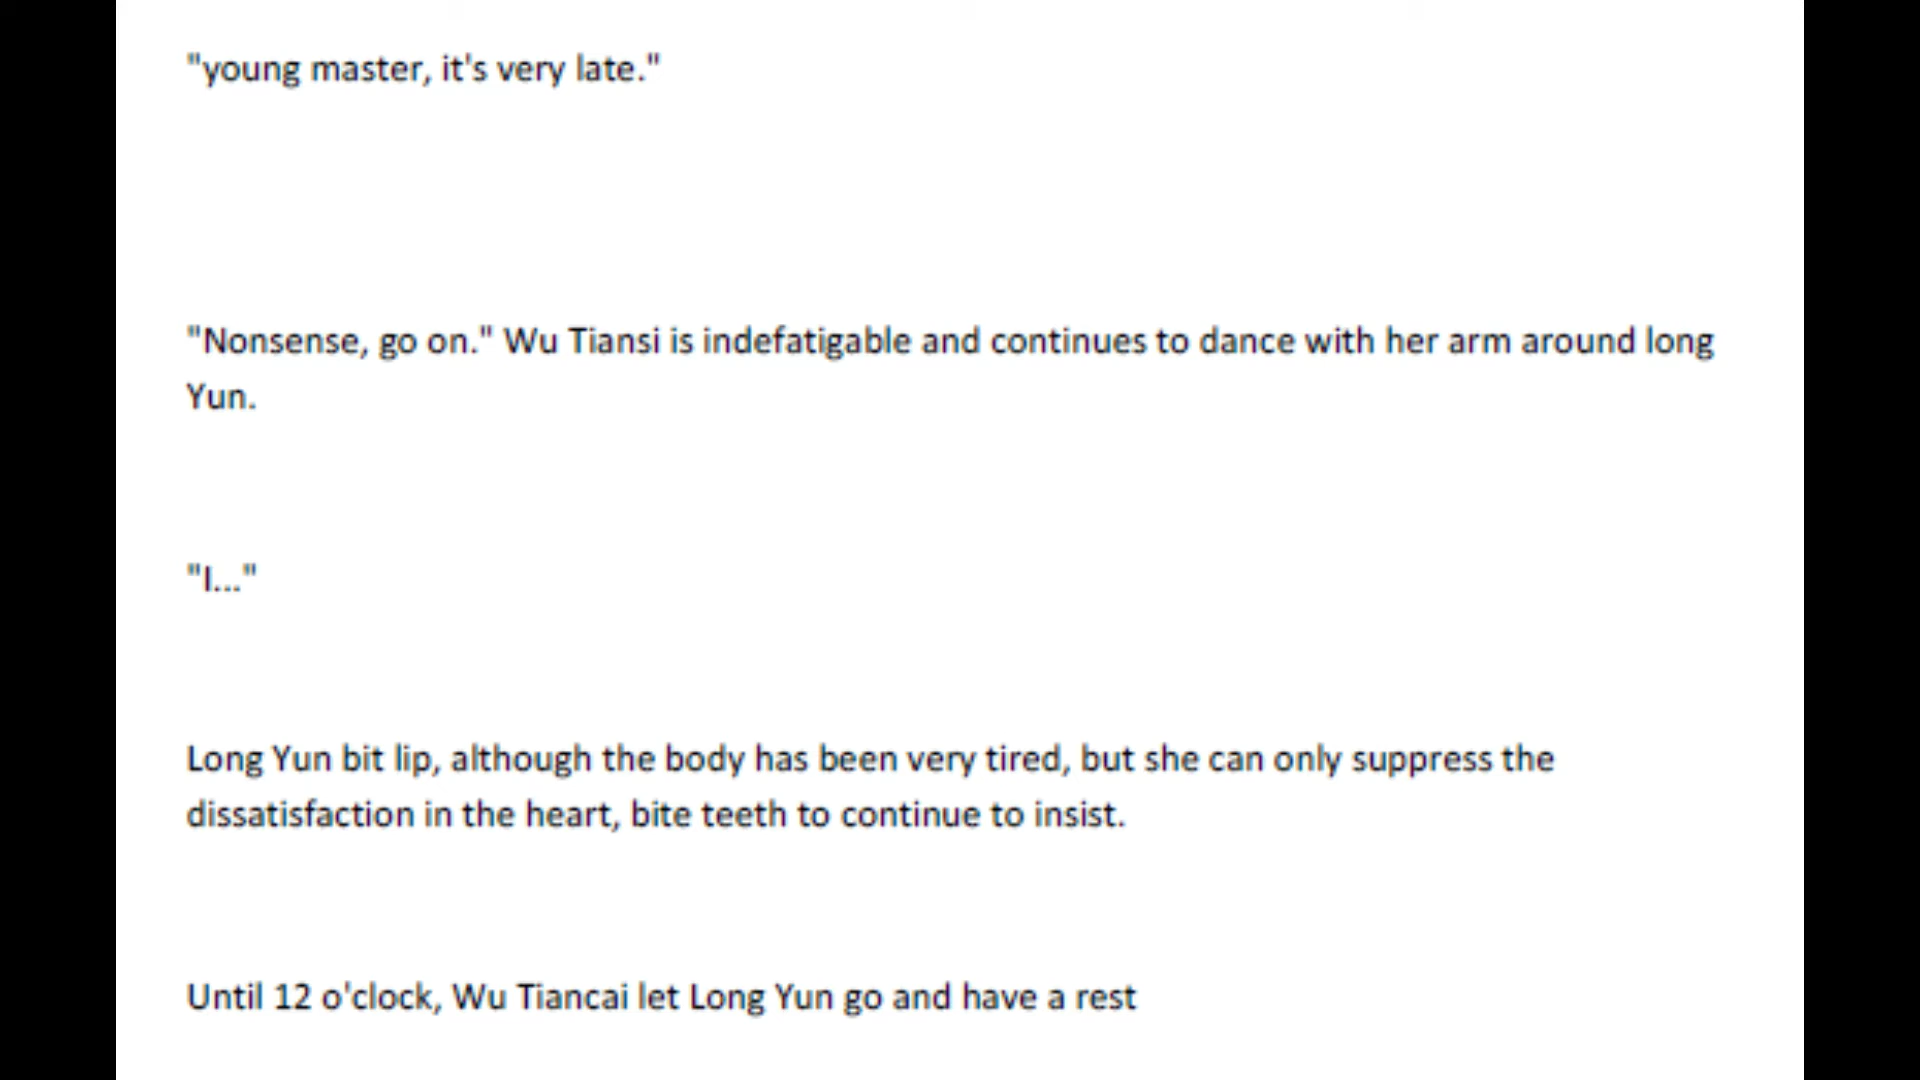 "young master, it's very late."
"Nonsense, go on." Wu Tiansi is indefatigable and continues to dance with her arm around long
Yun.
"I..."
Long Yun bit lip, although the body has been very tired, but she can only suppress the
dissatisfaction in the heart, bite teeth to continue to insist.
Until 12 o'clock, Wu Tiancai let Long Yun go and have a rest